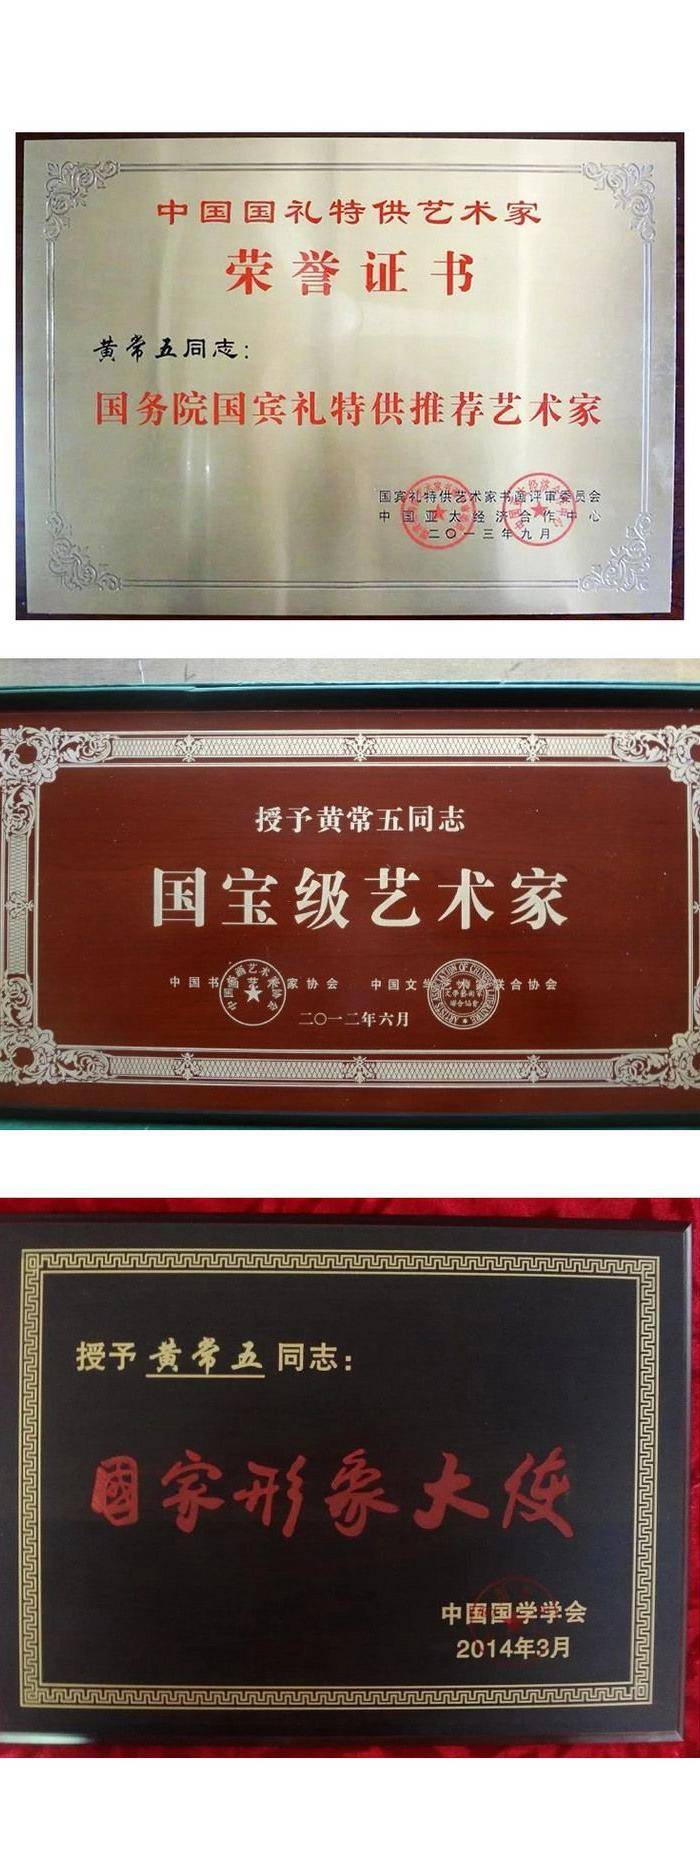 中国国礼特供艺术家
荣誉证书
黄常五同志：
国务院国宾礼特供推荐艺术家
国宾礼特供艺术家书画评审委员会
中国亚太经济合作中心
二〇一三年九月
授予黄常五同志
国宝级艺术家
中国书画艺术家协会 中国文学艺术家联合协会
二〇一二年六月
授予黄常五同志：
國家形象大使
中国国学学会
2014年3月